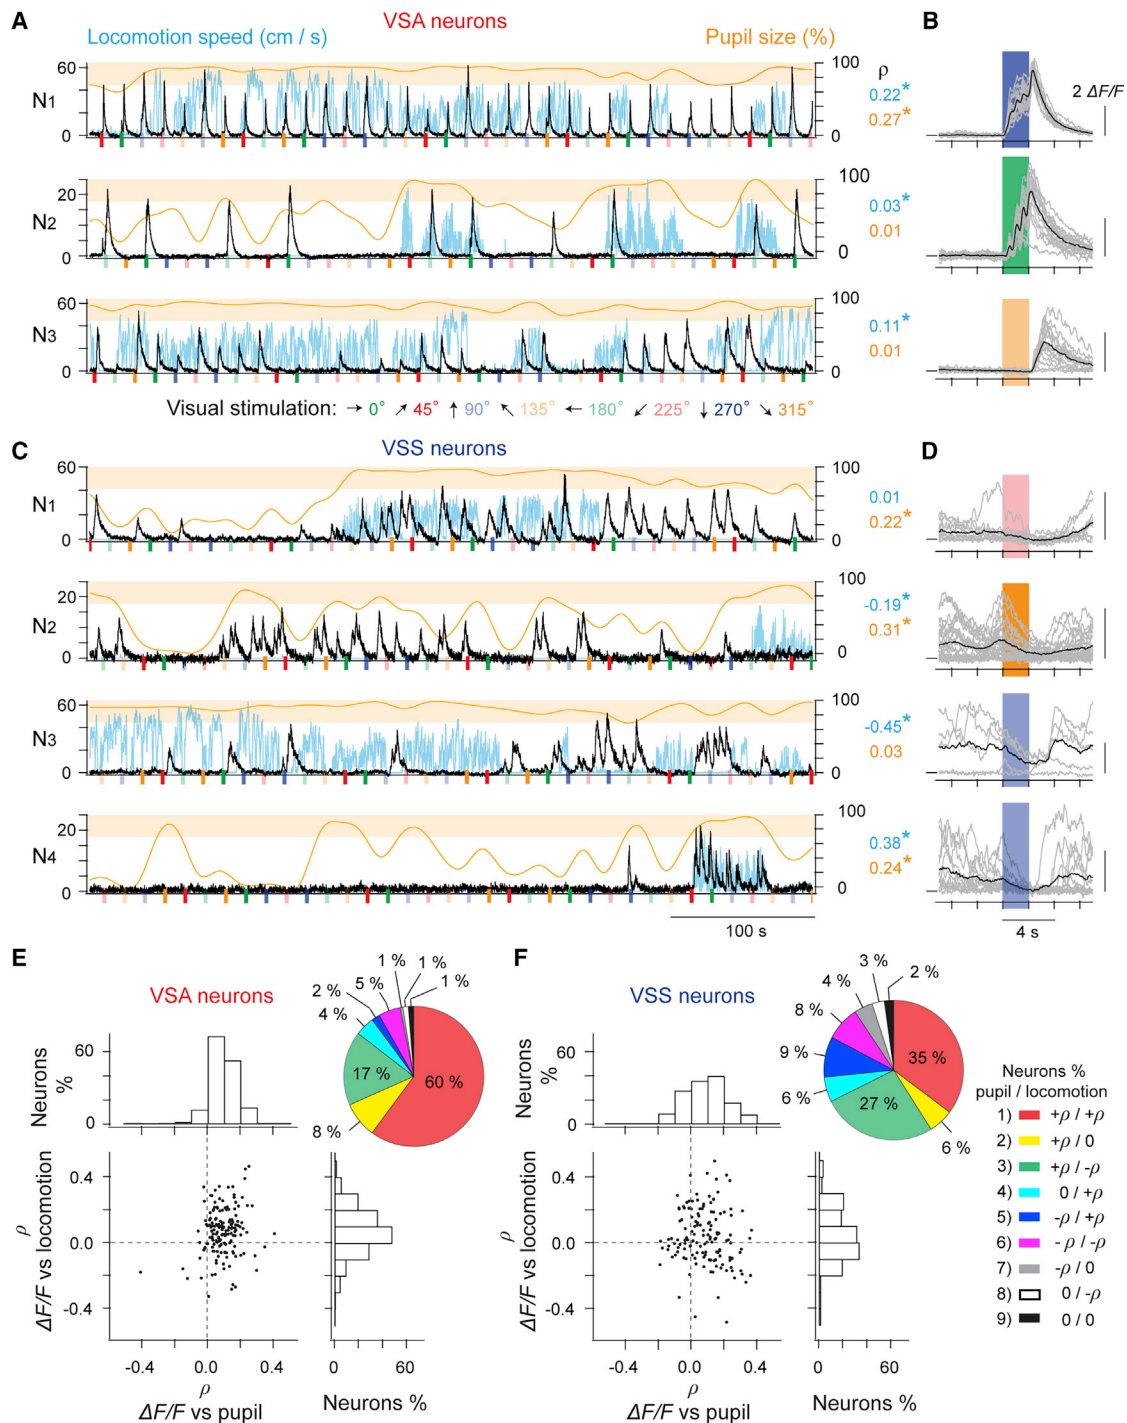 A
VSA neurons
B
Locomotion speed (cm / s)
Pupil size (%)
N1
60
0
100
0
ρ
0.22*
0.27*
2 ΔF/F
N2
20
0
100
0
0.03*
0.01
N3
60
0
100
0
0.11*
0.01
Visual stimulation: → 0° ↗ 45° ↑ 90° ↖ 135° ← 180° ↙ 225° ↓ 270° ↘ 315°
C
VSS neurons
D
N1
60
0
100
0
0.01
0.22*
N2
20
0
100
0
-0.19*
0.31*
N3
60
0
100
0
-0.45*
0.03
N4
20
0
100
0
0.38*
0.24*
100 s
4 s
E
VSA neurons
Neurons %
60
0
60 %
8 %
17 %
4 %
2 %
5 %
1 %
1 %
1 %
ρ
ΔF/F vs locomotion
0.4
0.0
-0.4
-0.4 0.0 0.4
ρ
ΔF/F vs pupil
0 60
Neurons %
F
VSS neurons
Neurons %
60
0
35 %
6 %
27 %
6 %
9 %
8 %
4 %
3 %
2 %
ρ
ΔF/F vs locomotion
0.4
0.0
-0.4
-0.4 0.0 0.4
ρ
ΔF/F vs pupil
0 60
Neurons %
Neurons %
pupil / locomotion
1) +ρ / +ρ
2) +ρ / 0
3) +ρ / -ρ
4) 0 / +ρ
5) -ρ / +ρ
6) - ρ / -ρ
7) -ρ / 0
8) 0 / -ρ
9) 0 / 0